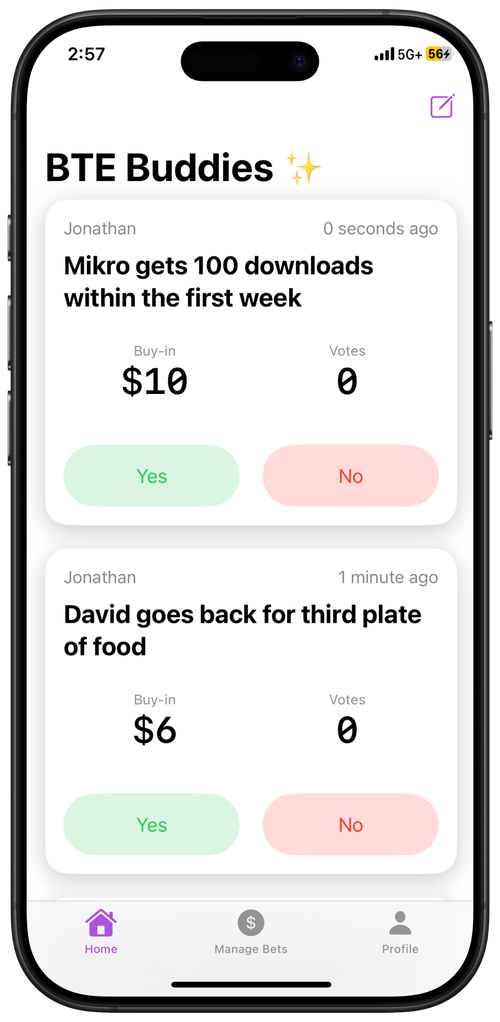 2:57
5G+
56
BTE Buddies ✨
Jonathan
0 seconds ago
Mikro gets 100 downloads
within the first week
Buy-in
Votes
$10
0
Yes
No
Jonathan
1 minute ago
David goes back for third plate
of food
Buy-in
Votes
$6
0
Yes
No
$
Home
Manage Bets
Profile